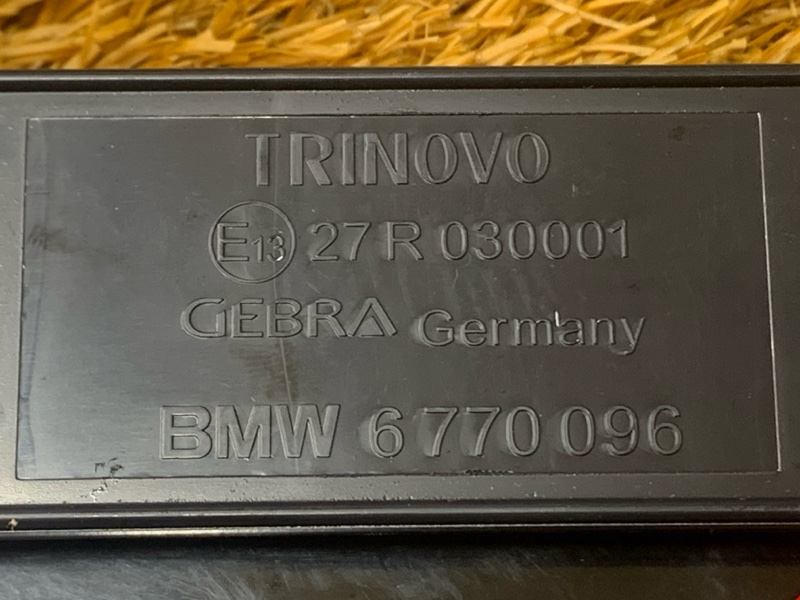 TRINOVO
E13 27 R 030001
GEBRA Germany
BMW 6 770 096